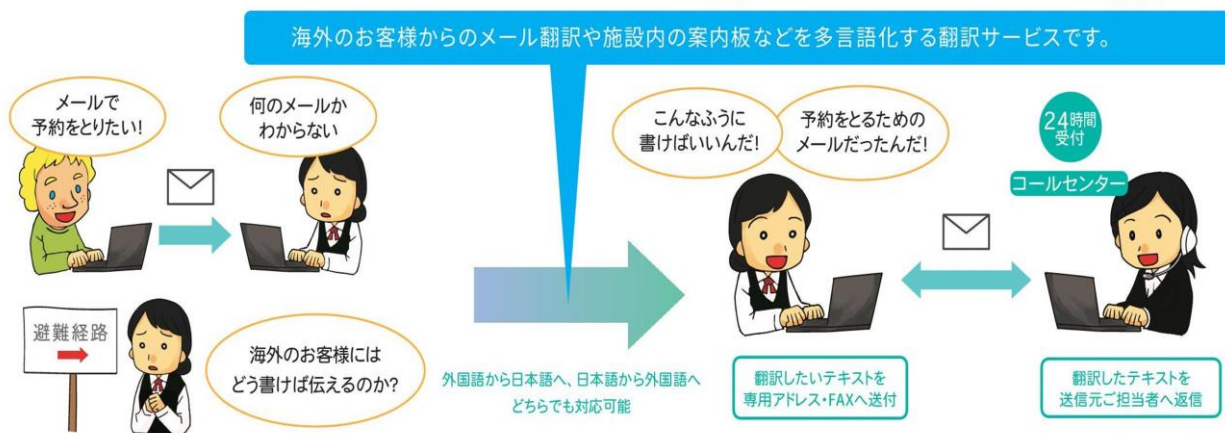 海外のお客様からのメール翻訳や施設内の案内板などを多言語化する翻訳サービスです。
メールで
予約をとりたい!
何のメールか
わからない
避難経路
海外のお客様には
どう書けば伝えるのか?
外国語から日本語へ、日本語から外国語へ
どちらでも対応可能
こんなふうに
書けばいいんだ!
予約をとるための
メールだったんだ!
24時間
受付
コールセンター
翻訳したいテキストを
専用アドレス・FAXへ送付
翻訳したテキストを
送信元ご担当者へ返信